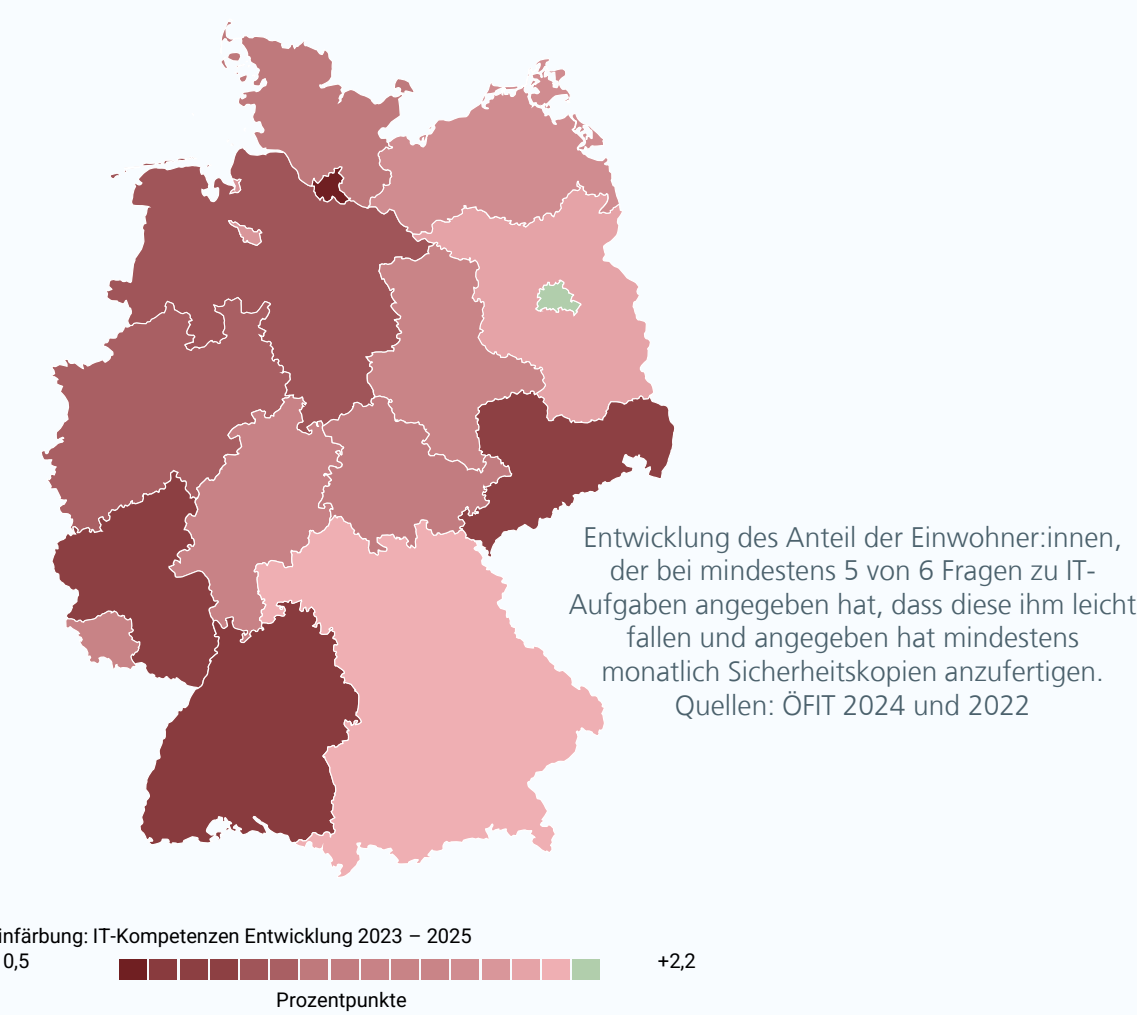 Entwicklung des Anteil der Einwohner:innen,
der bei mindestens 5 von 6 Fragen zu IT-
Aufgaben angegeben hat, dass diese ihm leicht
fallen und angegeben hat mindestens
monatlich Sicherheitskopien anzufertigen.
Quellen: ÖFIT 2024 und 2022
infärbung: IT-Kompetenzen Entwicklung 2023 – 2025
0,5 +2,2
Prozentpunkte